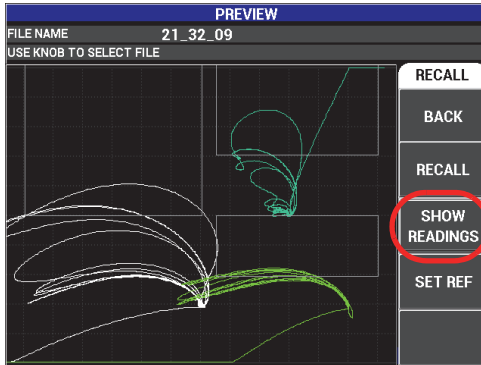 PREVIEW
FILE NAME 21_32_09
USE KNOB TO SELECT FILE
RECALL
BACK
RECALL
SHOW
READINGS
SET REF